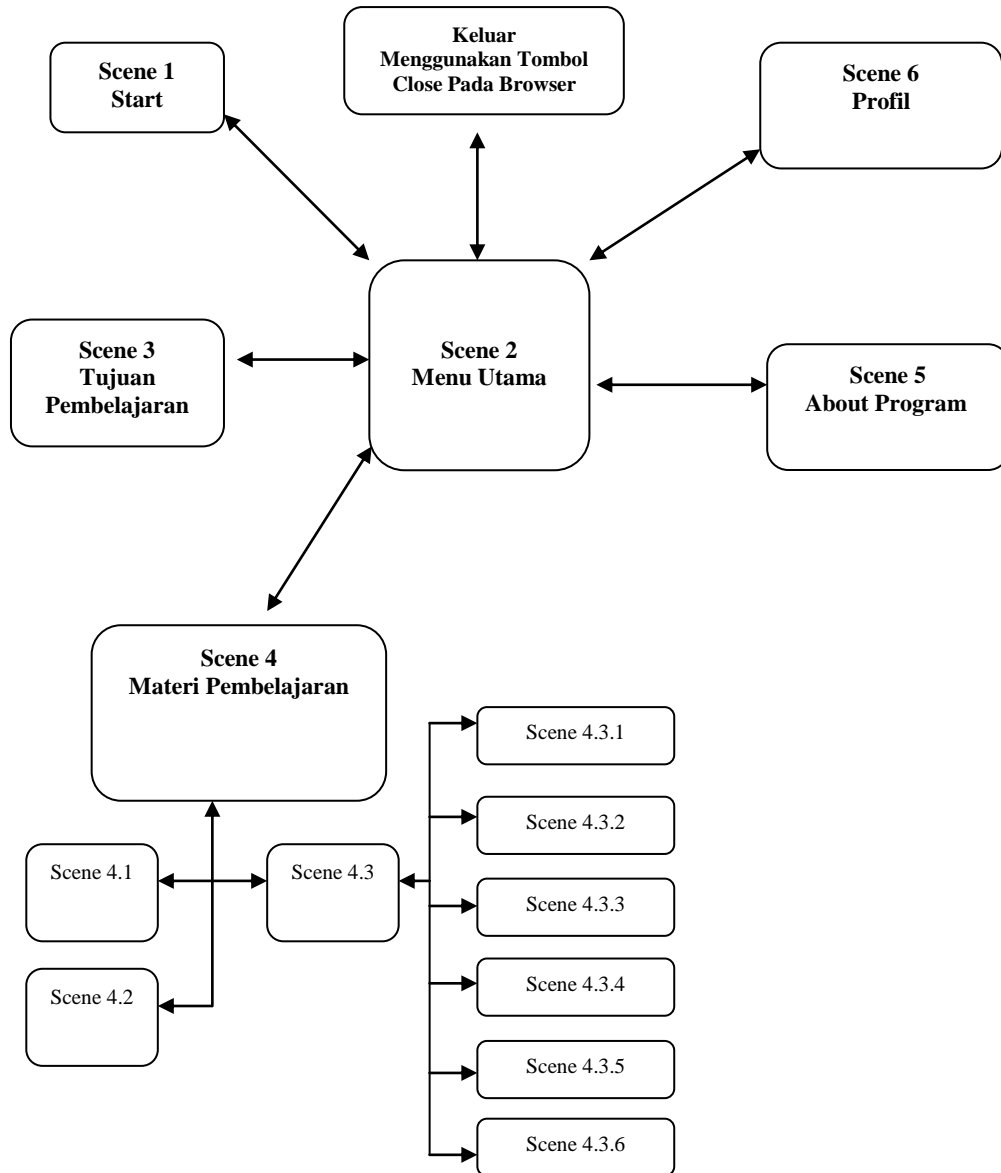 Scene 1
Start
Keluar
Menggunakan Tombol
Close Pada Browser
Scene 6
Profil
Scene 3
Tujuan
Pembelajaran
Scene 2
Menu Utama
Scene 5
About Program
Scene 4
Materi Pembelajaran
Scene 4.1
Scene 4.2
Scene 4.3
Scene 4.3.1
Scene 4.3.2
Scene 4.3.3
Scene 4.3.4
Scene 4.3.5
Scene 4.3.6